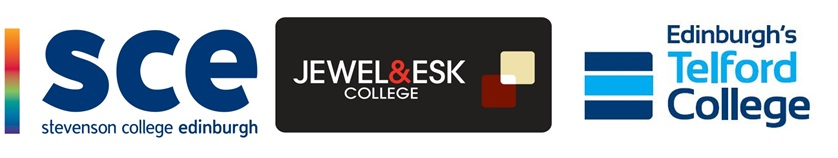 sce
stevenson college edinburgh
JEWEL&ESK
COLLEGE
Edinburgh's
Telford
College